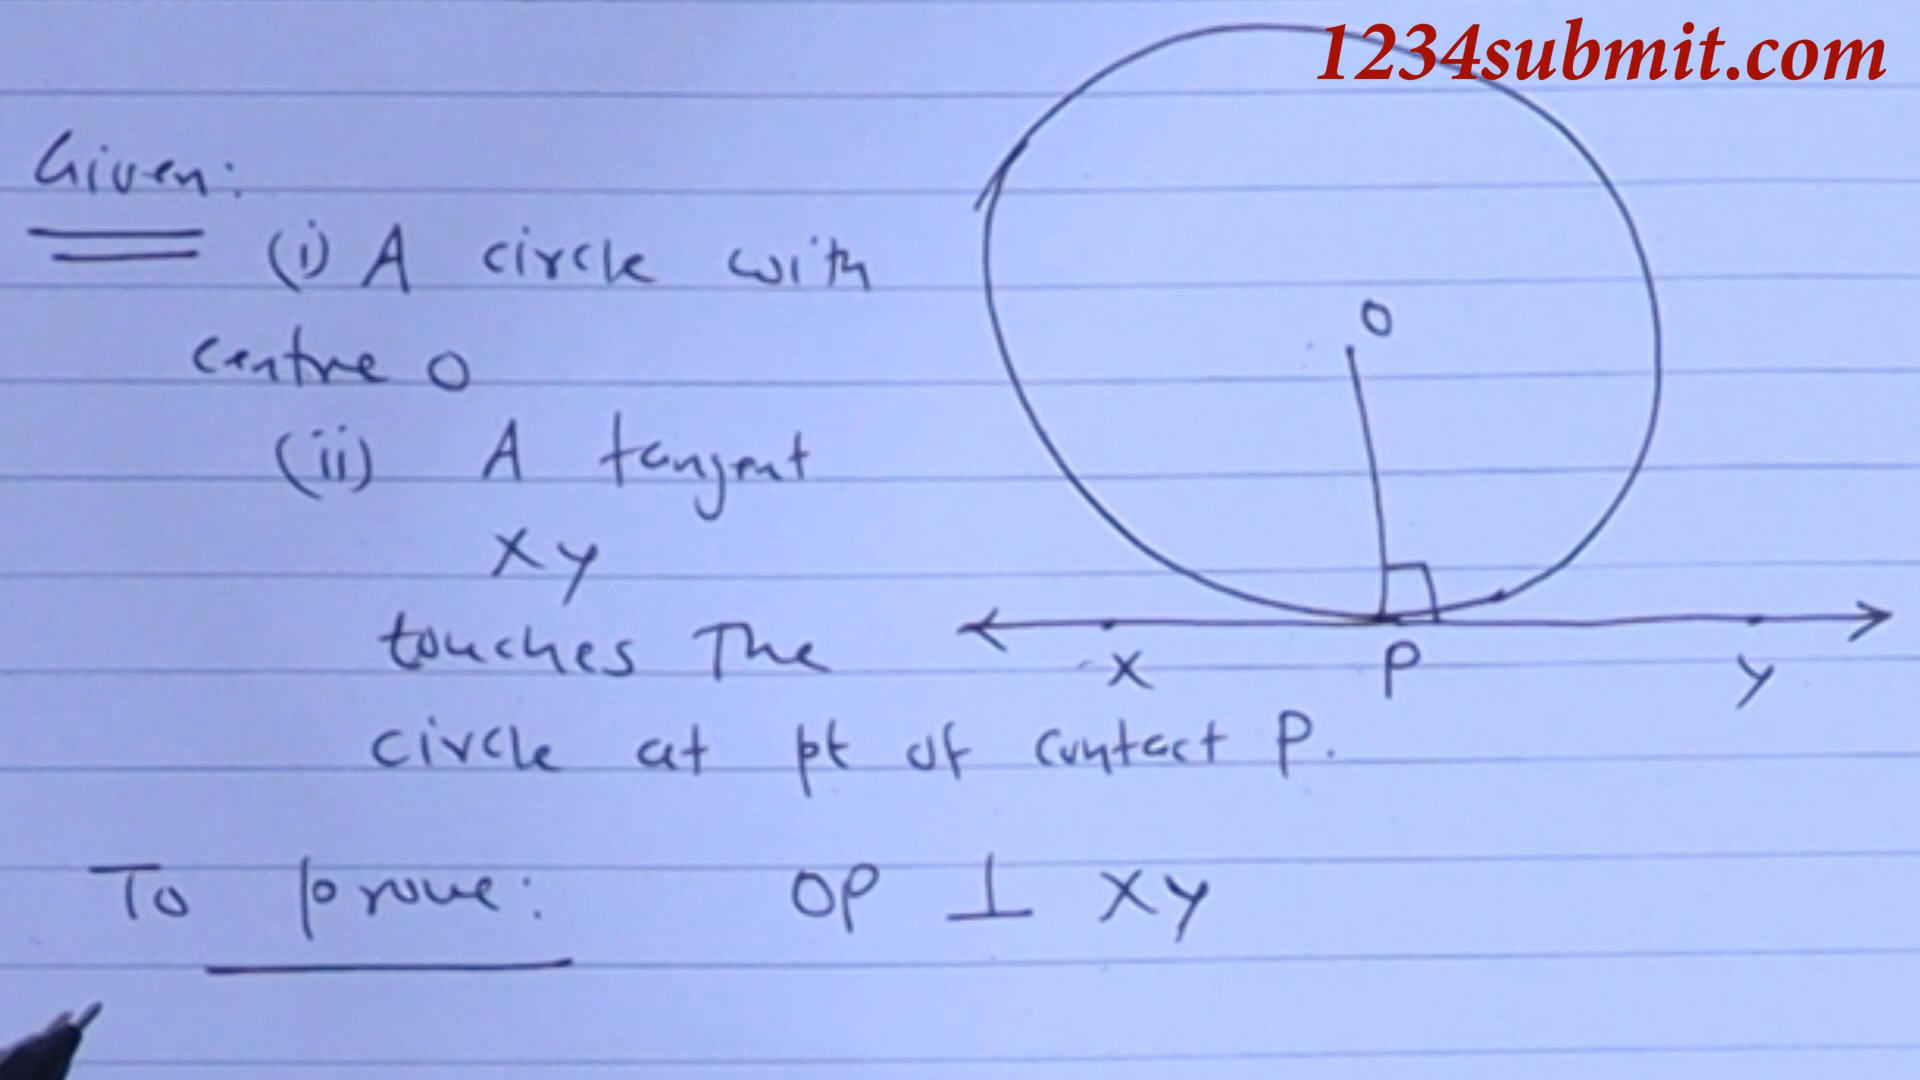 1234submit.com
Given:
(i) A circle with
centre O
(ii) A tangent
XY
touches The
circle at pt of contact P.
To prove: OP ⊥ XY
O
X P Y